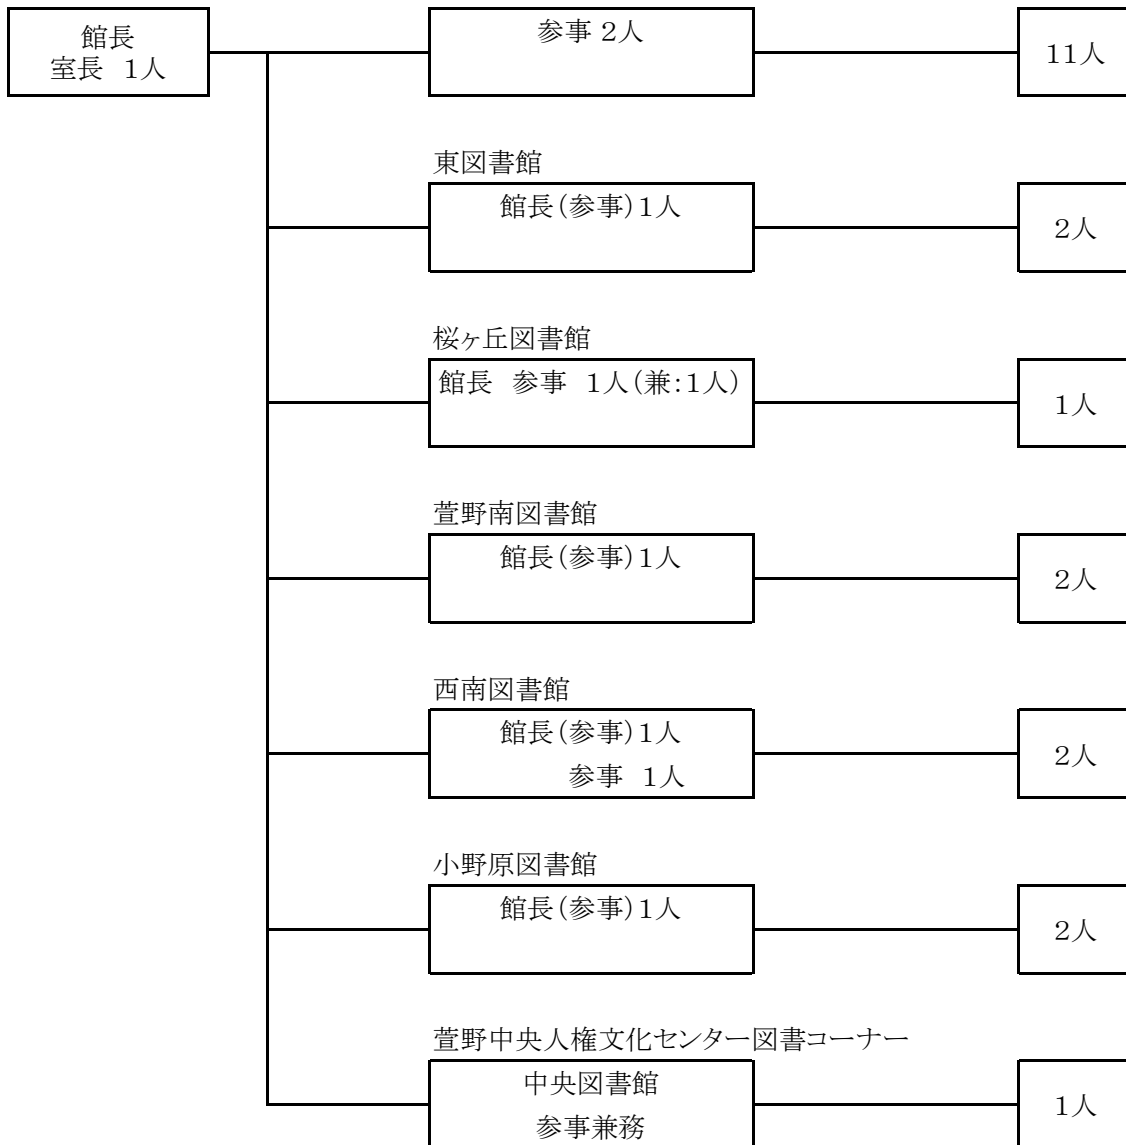 館長
室長 1人
参事 2人
11人
東図書館
館長(参事)1人
2人
桜ヶ丘図書館
館長 参事 1人(兼:1人)
1人
萱野南図書館
館長(参事)1人
2人
西南図書館
館長(参事)1人
参事 1人
2人
小野原図書館
館長(参事)1人
2人
萱野中央人権文化センター図書コーナー
中央図書館
参事兼務
1人